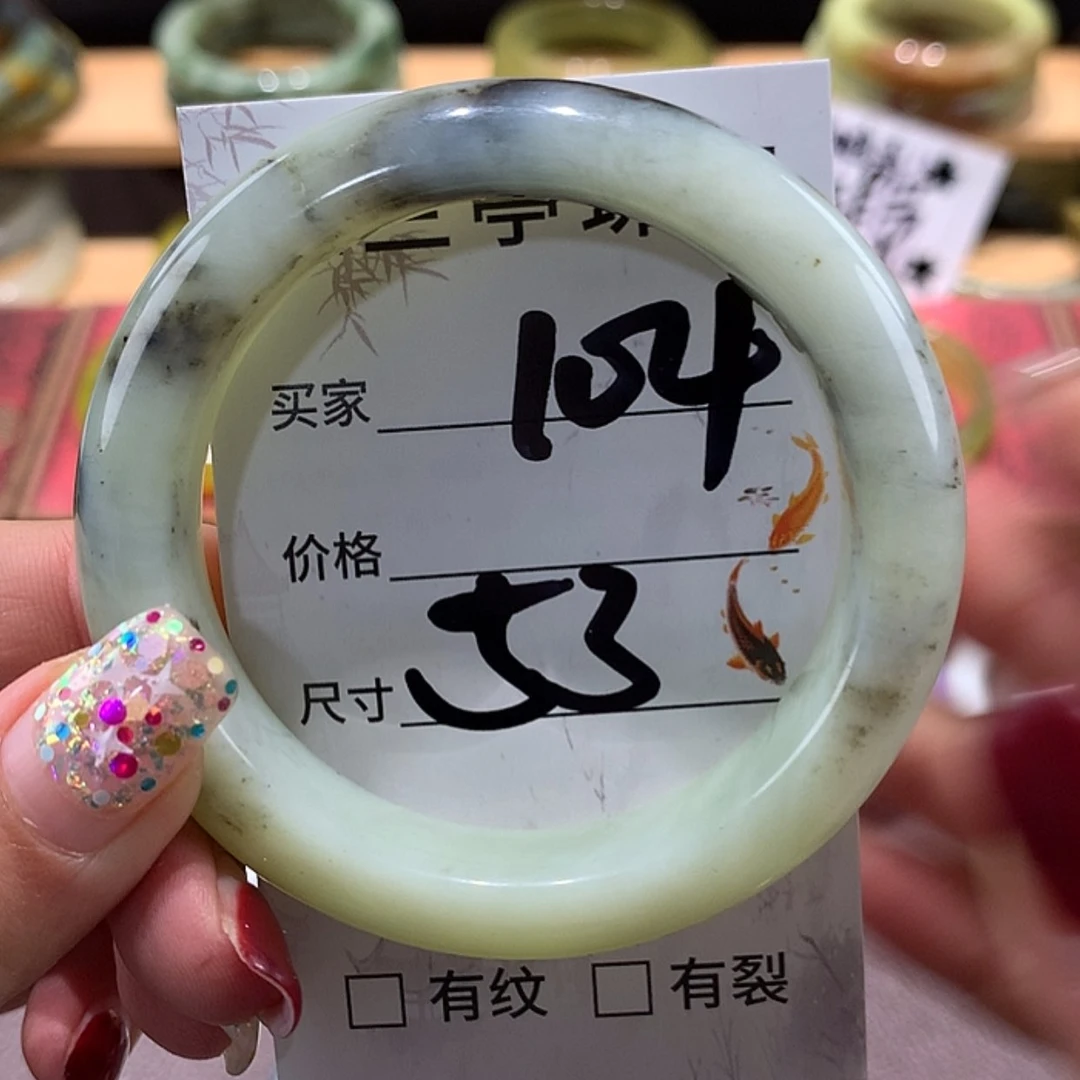 买家 104
价格
尺寸 53
□ 有纹 □ 有裂